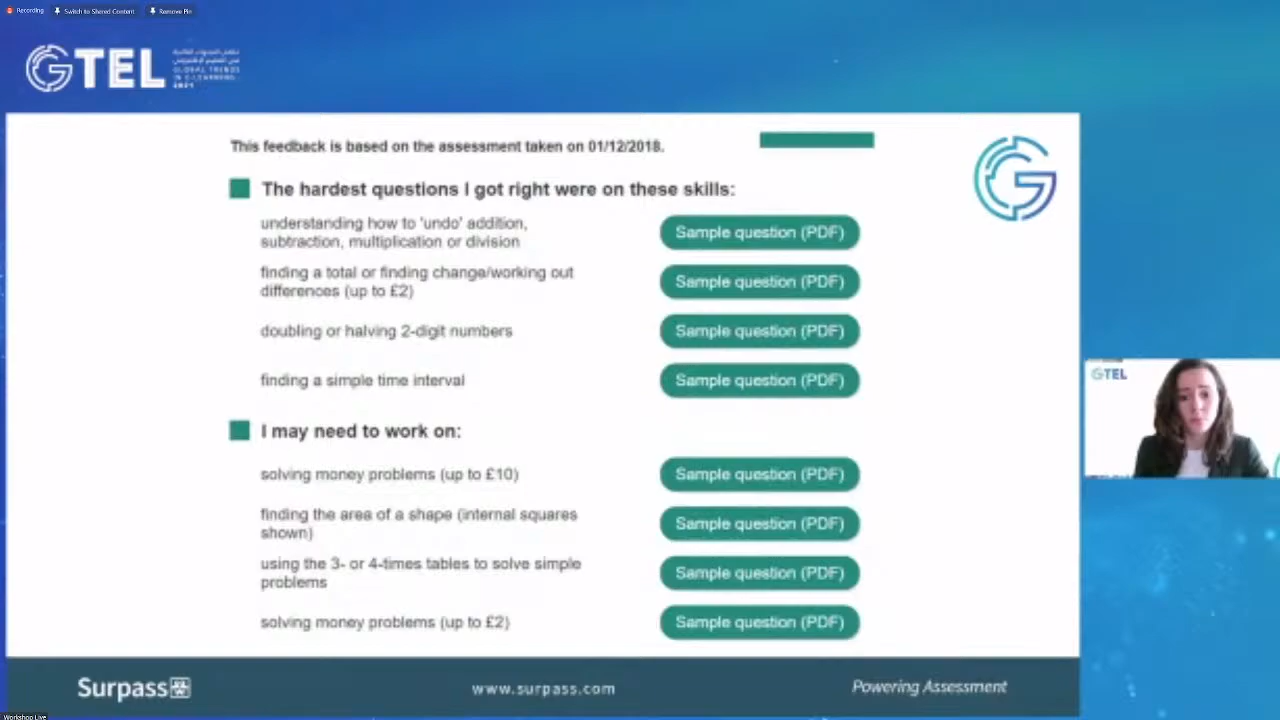 Recording Switch to Shared Content Remove Pin
GTEL
GLOBAL TRENDS
IN E-LEARNING
2021
This feedback is based on the assessment taken on 01/12/2018.
The hardest questions I got right were on these skills:
understanding how to 'undo' addition,
subtraction, multiplication or division
Sample question (PDF)
finding a total or finding change/working out
differences (up to £2)
Sample question (PDF)
doubling or halving 2-digit numbers
Sample question (PDF)
finding a simple time interval
Sample question (PDF)
I may need to work on:
solving money problems (up to £10)
Sample question (PDF)
finding the area of a shape (internal squares
shown)
Sample question (PDF)
using the 3- or 4-times tables to solve simple
problems
Sample question (PDF)
solving money problems (up to £2)
Sample question (PDF)
GTEL
Surpass
www.surpass.com
Powering Assessment
Workshop Live